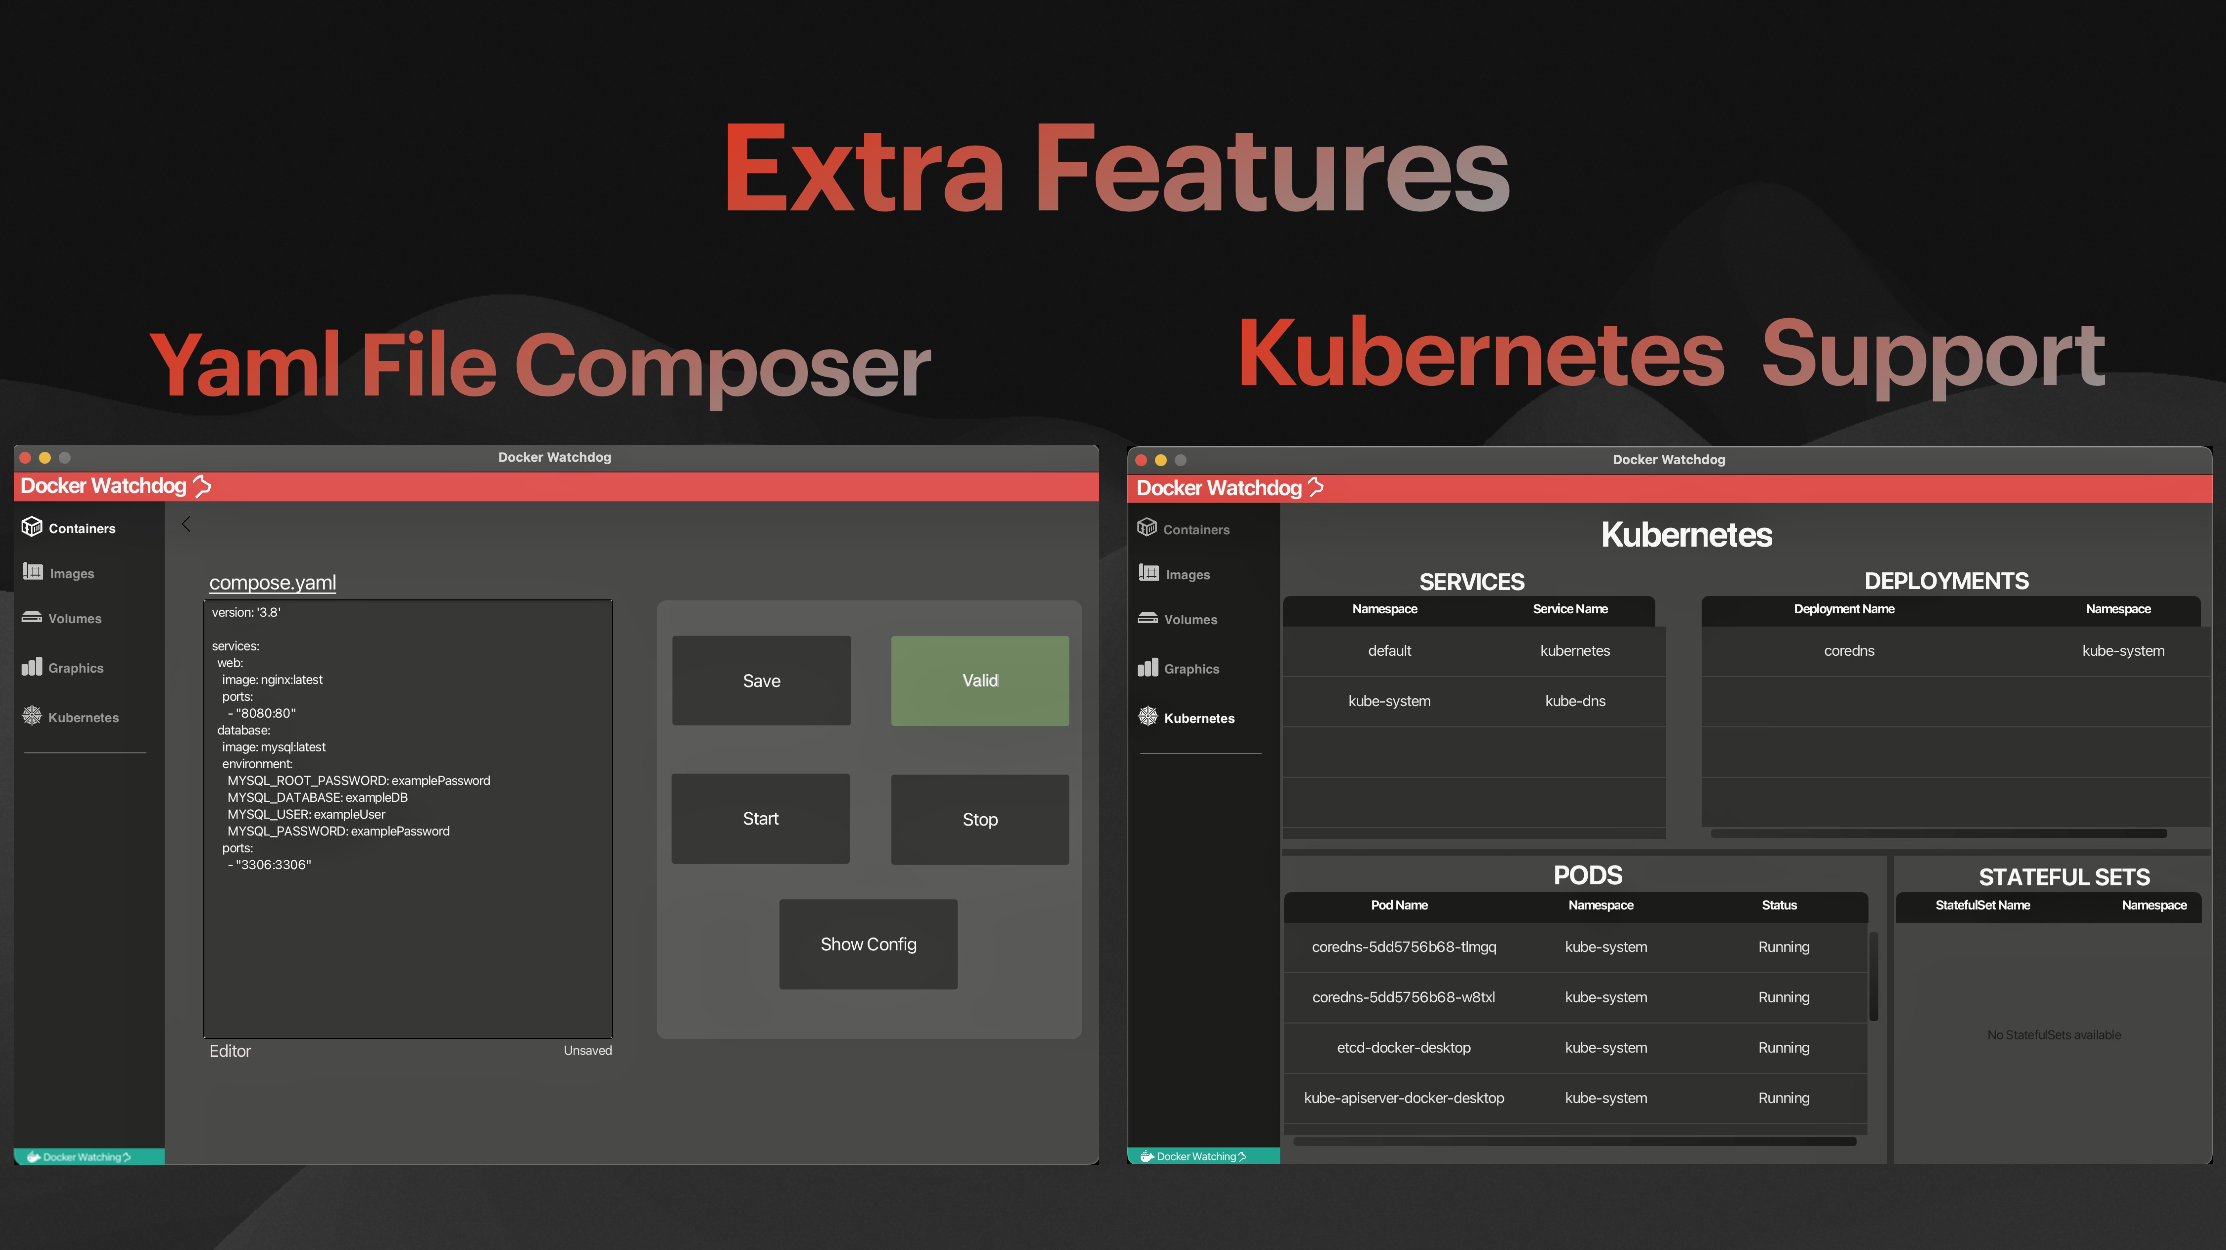 Extra Features
Yaml File Composer
Kubernetes Support
Docker Watchdog
Docker Watchdog
Containers
Images
Volumes
Graphics
Kubernetes
compose.yaml
version: '3.8'
services:
web:
image: nginx:latest
ports:
- "8080:80"
database:
image: mysql:latest
environment:
MYSQL_ROOT_PASSWORD: examplePassword
MYSQL_DATABASE: exampleDB
MYSQL_USER: exampleUser
MYSQL_PASSWORD: examplePassword
ports:
- "3306:3306"
Editor Unsaved
Save Valid
Start Stop
Show Config
Docker Watching
Docker Watchdog
Docker Watchdog
Containers
Images
Volumes
Graphics
Kubernetes
Kubernetes
SERVICES
Namespace Service Name
default kubernetes
kube-system kube-dns
DEPLOYMENTS
Deployment Name Namespace
coredns kube-system
PODS
Pod Name Namespace Status
coredns-5dd5756b68-tlmgq kube-system Running
coredns-5dd5756b68-w8txl kube-system Running
etcd-docker-desktop kube-system Running
kube-apiserver-docker-desktop kube-system Running
STATEFUL SETS
StatefulSet Name Namespace
No StatefulSets available
Docker Watching